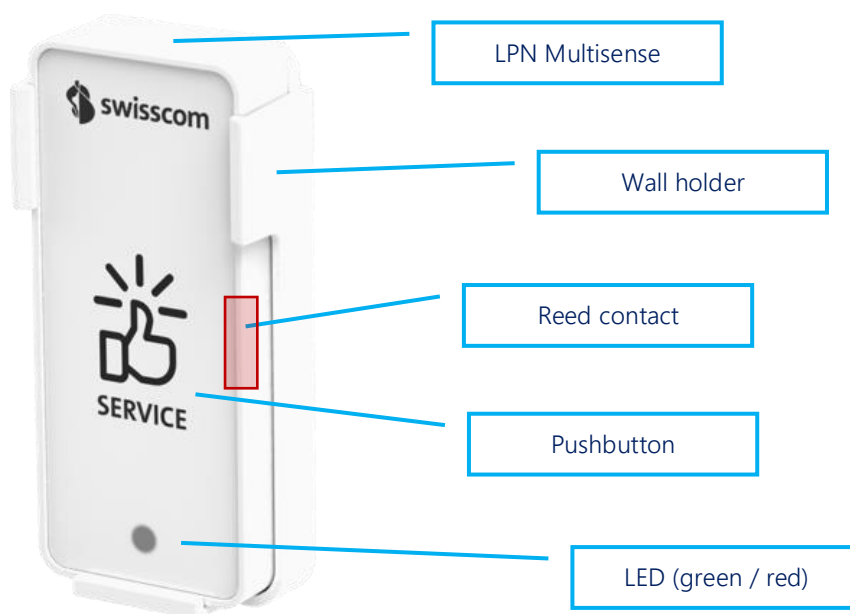 LPN Multisense
swisscom
Wall holder
Reed contact
SERVICE
Pushbutton
LED (green / red)